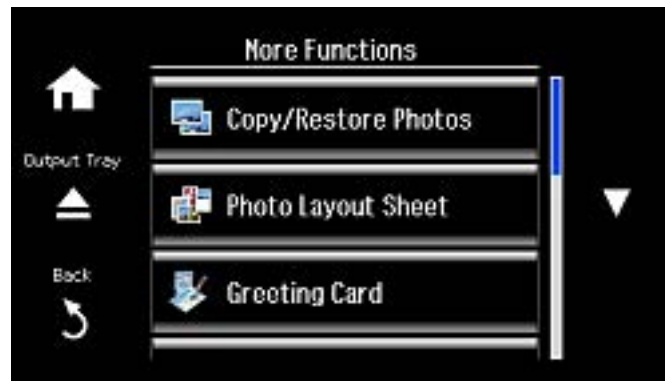 More Functions
Copy/Restore Photos
Output Tray
Photo Layout Sheet
Back
Greeting Card